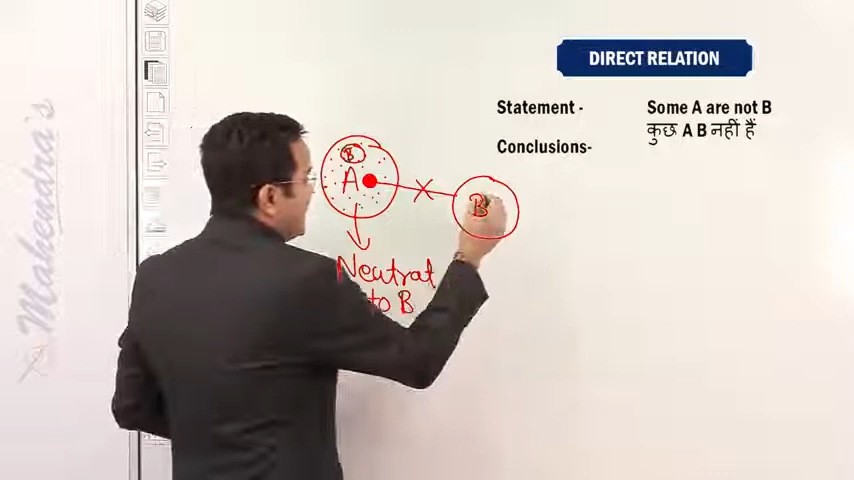 DIRECT RELATION
Statement - Some A are not B
कुछ A B नहीं हैं
Conclusions-
B
A
B
Neutral
to B
Mahendra's